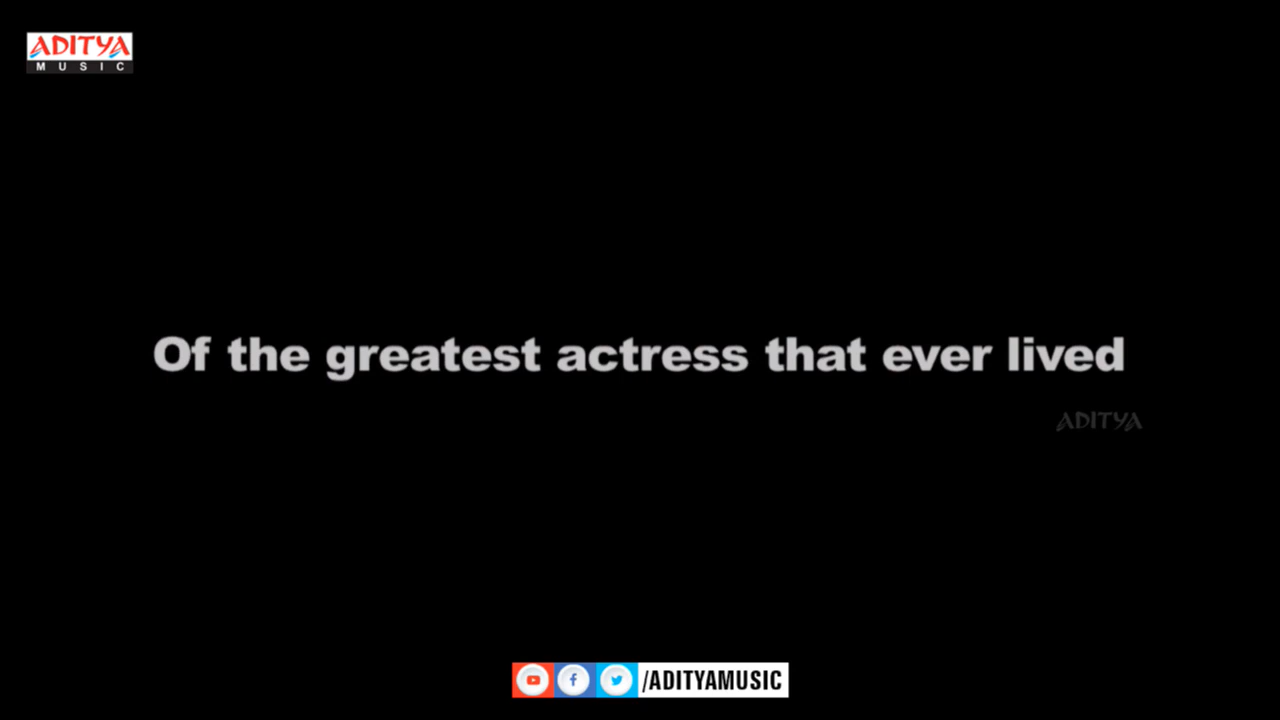 ADITYA
MUSIC
Of the greatest actress that ever lived
ADITYA
/ADITYAMUSIC